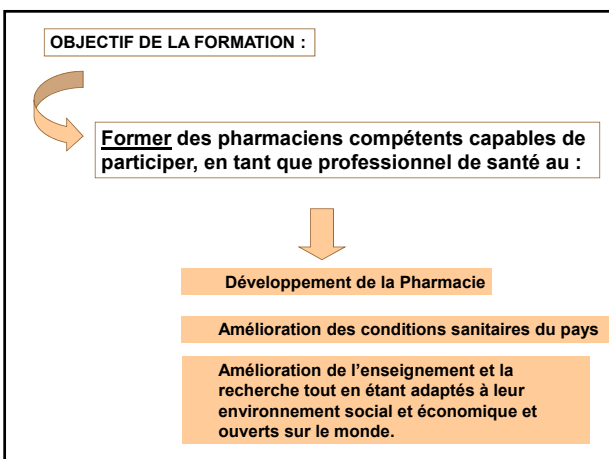 OBJECTIF DE LA FORMATION :
Former des pharmaciens compétents capables de
participer, en tant que professionnel de santé au :
Développement de la Pharmacie
Amélioration des conditions sanitaires du pays
Amélioration de l'enseignement et la
recherche tout en étant adaptés à leur
environnement social et économique et
ouverts sur le monde.